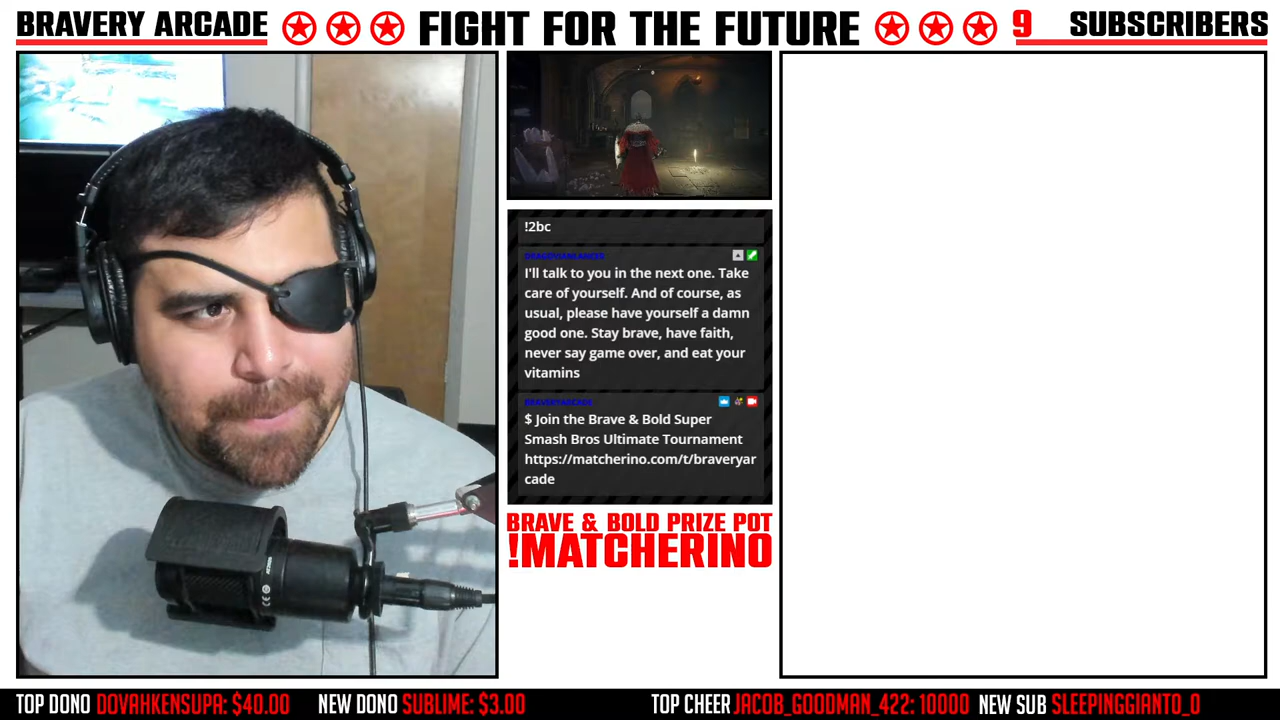 BRAVERY ARCADE
FIGHT FOR THE FUTURE
9 SUBSCRIBERS
!2bc
I'll talk to you in the next one. Take
care of yourself. And of course, as
usual, please have yourself a damn
good one. Stay brave, have faith,
never say game over, and eat your
vitamins
$ Join the Brave & Bold Super
Smash Bros Ultimate Tournament
https://matcherino.com/t/braveryar
cade
BRAVE & BOLD PRIZE POT
!MATCHERINO
TOP DONO DOVAHKENSUPA: $40.00 NEW DONO SUBLIME: $3.00 TOP CHEER JACOB_GOODMAN_422: 10000 NEW SUB SLEEPINGGIANTO_0